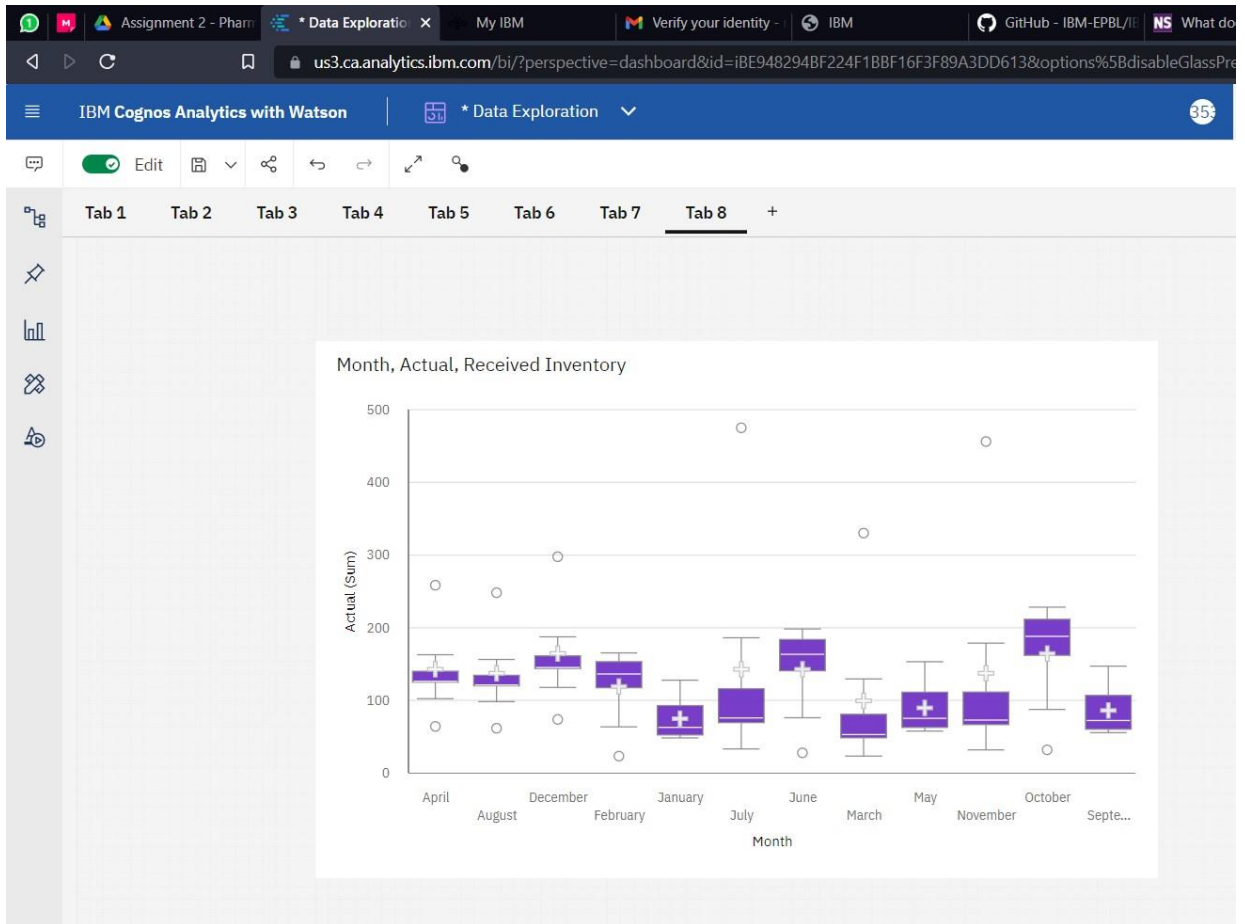 Assignment 2 - Pharm
* Data Exploratio
My IBM
Verify your identity -
IBM
GitHub - IBM-EPBL/IB
NS What do
us3.ca.analytics.ibm.com/bi/?perspective=dashboard&id=iBE948294BF224F1BBF16F3F89A3DD613&options%5BdisableGlassPre
IBM Cognos Analytics with Watson
* Data Exploration
353
Edit
Tab 1 Tab 2 Tab 3 Tab 4 Tab 5 Tab 6 Tab 7 Tab 8 +
Month, Actual, Received Inventory
500
400
300
200
100
0
Actual (Sum)
April August December February January July June March May November October Septe...
Month